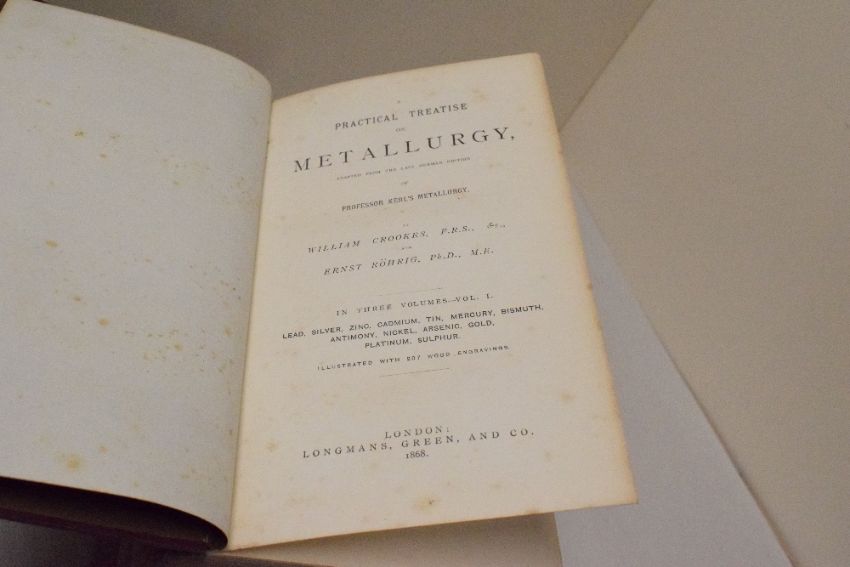 A
PRACTICAL TREATISE
ON
METALLURGY,
ADAPTED FROM THE LAST GERMAN EDITION
OF
PROFESSOR KERL'S METALLURGY.
BY
WILLIAM CROOKES, F.R.S., &c.,
AND
ERNST RÖHRIG, Ph.D., M.E.
IN THREE VOLUMES.—VOL. I.
LEAD, SILVER, ZINC, CADMIUM, TIN, MERCURY, BISMUTH,
ANTIMONY, NICKEL, ARSENIC, GOLD,
PLATINUM, SULPHUR.
ILLUSTRATED WITH 207 WOOD ENGRAVINGS.
LONDON:
LONGMANS, GREEN, AND CO.
1868.